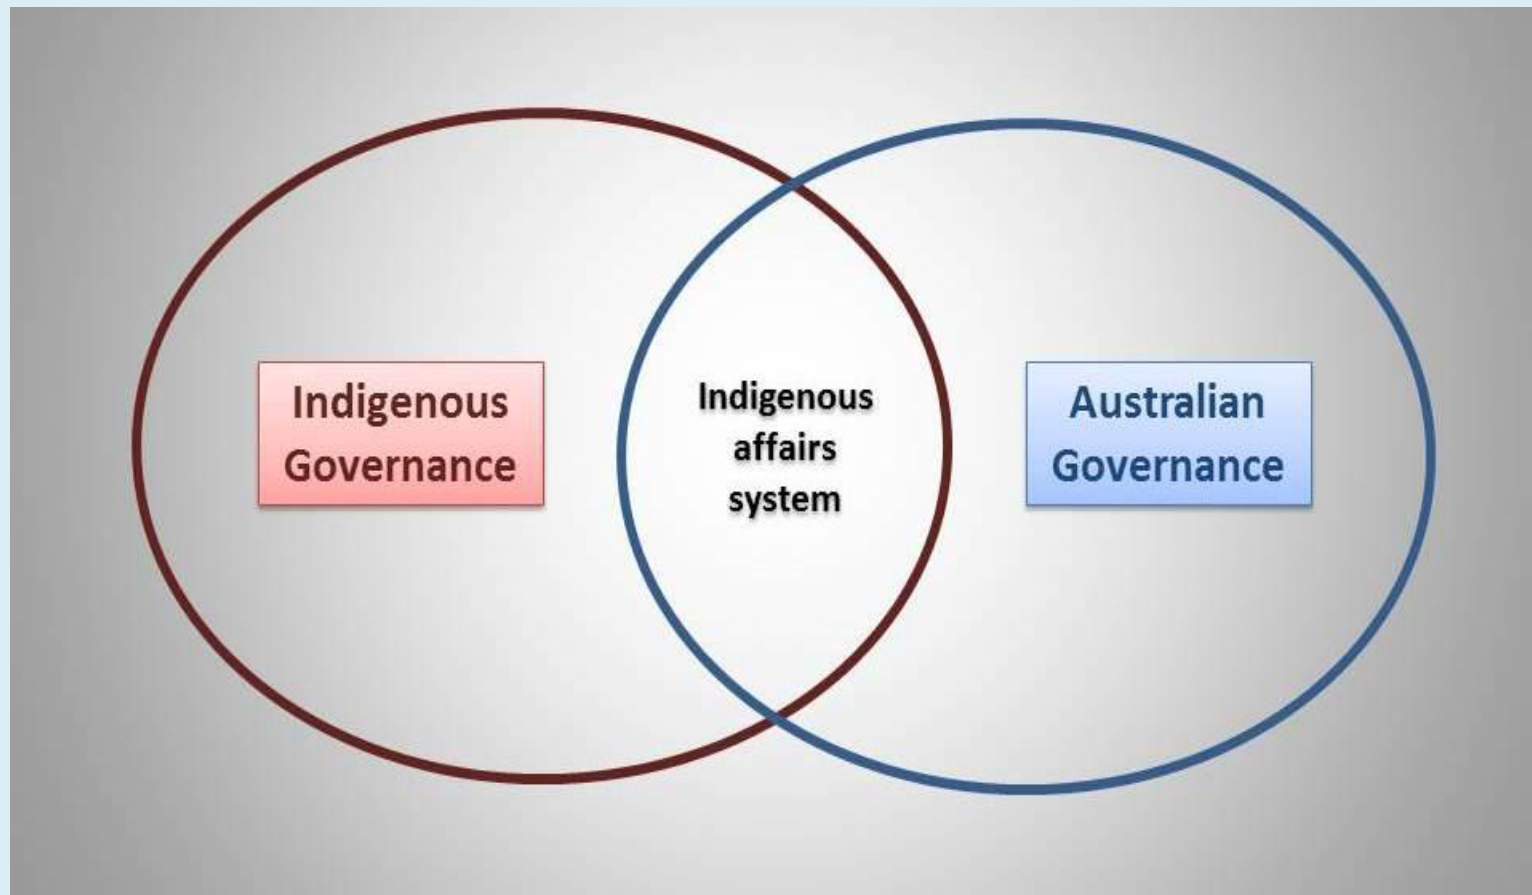 Indigenous
Governance
Indigenous
affairs
system
Australian
Governance